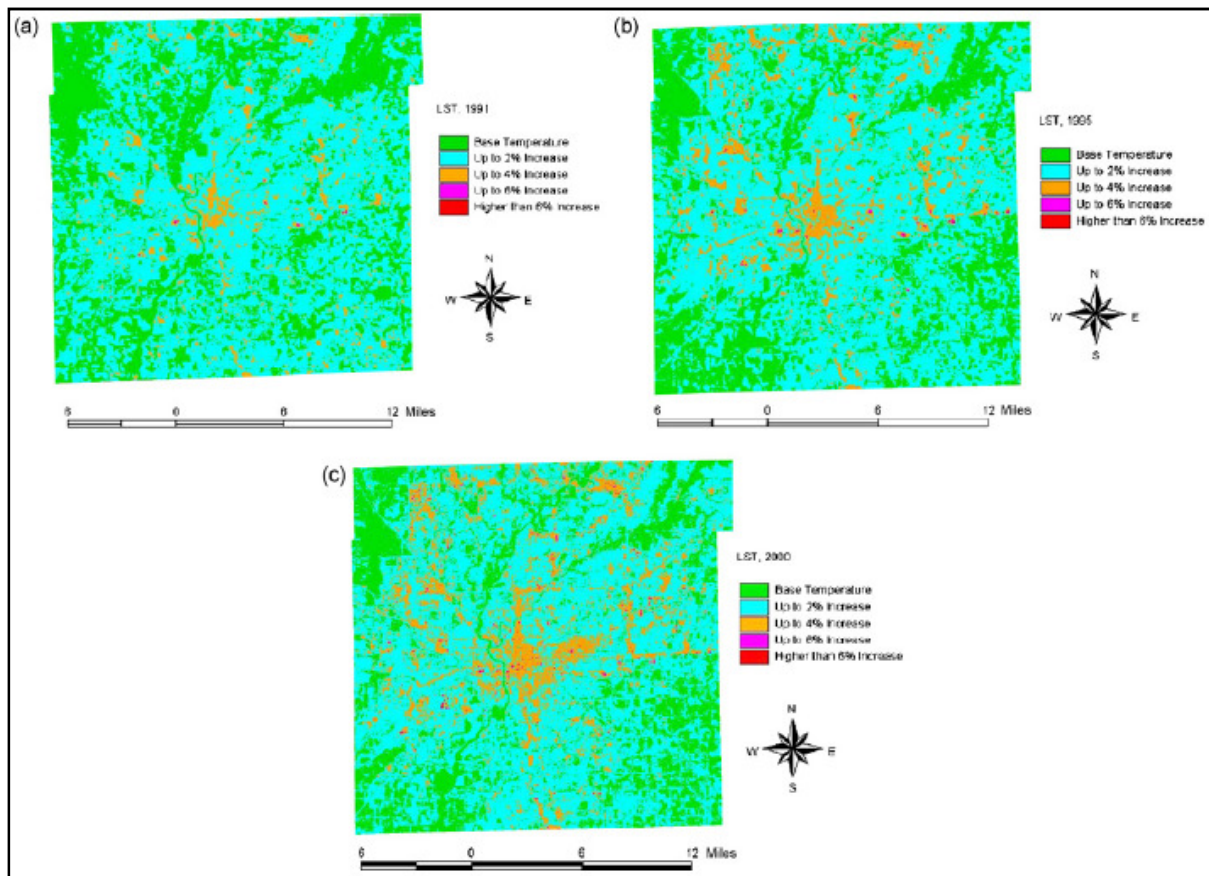 (a)
LST, 1991
Base Temperature
Up to 2% Increase
Up to 4% Increase
Up to 6% Increase
Higher than 6% Increase
N
W E
S
6 0 6 12 Miles
(b)
LST, 1995
Base Temperature
Up to 2% Increase
Up to 4% Increase
Up to 6% Increase
Higher than 6% Increase
N
W E
S
6 0 6 12 Miles
(c)
LST, 2000
Base Temperature
Up to 2% Increase
Up to 4% Increase
Up to 6% Increase
Higher than 6% Increase
N
W E
S
6 0 6 12 Miles